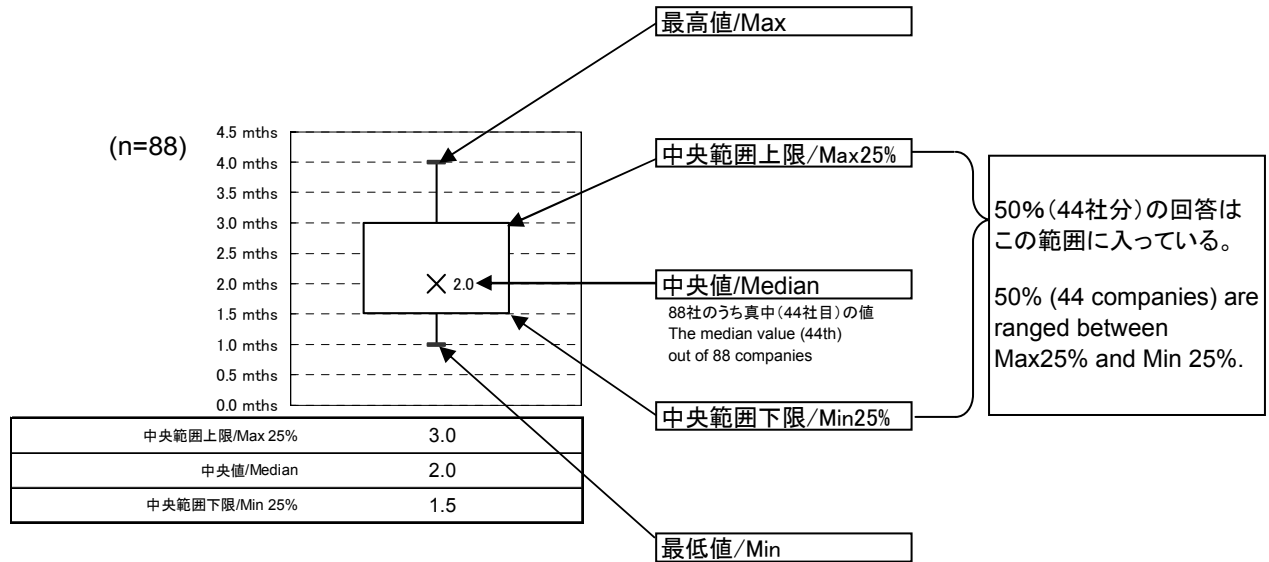 最高値/Max
(n=88)
4.5 mths
4.0 mths
3.5 mths
3.0 mths
2.5 mths
2.0 mths
1.5 mths
1.0 mths
0.5 mths
0.0 mths
2.0
中央範囲上限/Max25%
中央値/Median
88社のうち真中(44社目)の値
The median value (44th)
out of 88 companies
中央範囲下限/Min25%
最低値/Min
50%(44社分)の回答は
この範囲に入っている。
50% (44 companies) are
ranged between
Max25% and Min 25%.
中央範囲上限/Max 25% 3.0
中央値/Median 2.0
中央範囲下限/Min 25% 1.5